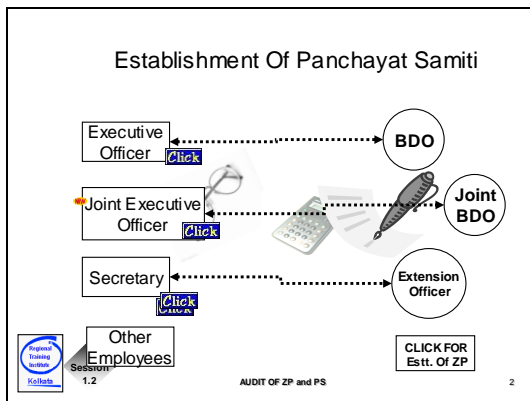 Establishment Of Panchayat Samiti
Executive
Officer
Click
BDO
NEW
Joint Executive
Officer
Click
Joint
BDO
Secretary
Click
Click
Extension
Officer
Other
Employees
CLICK FOR
Estt. Of ZP
Regional
Training
Institute
Kolkata
Session
1.2
AUDIT OF ZP and PS
2